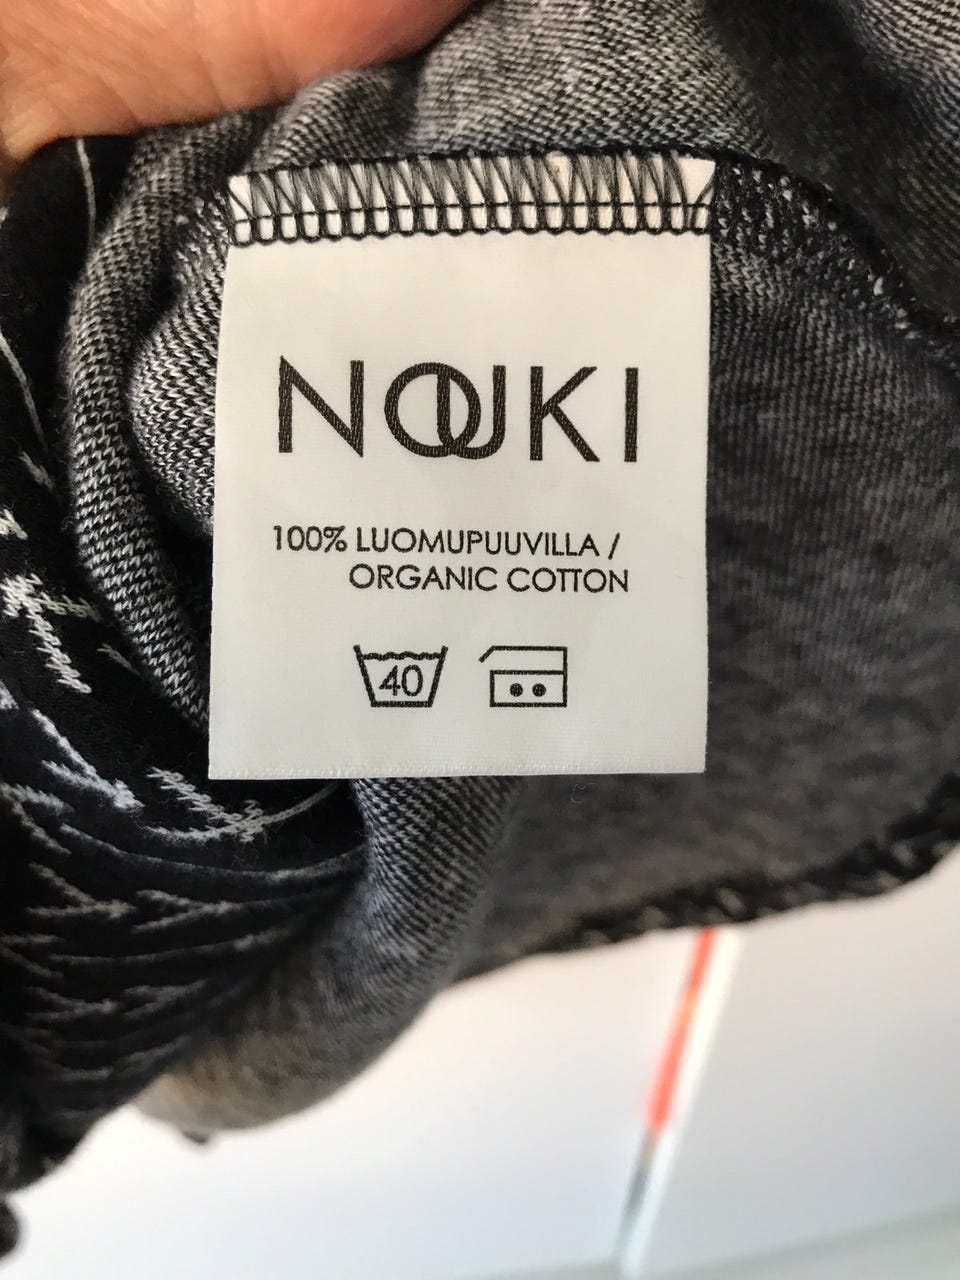 NOUKI
100% LUOMUPUUVILLA /
ORGANIC COTTON
40